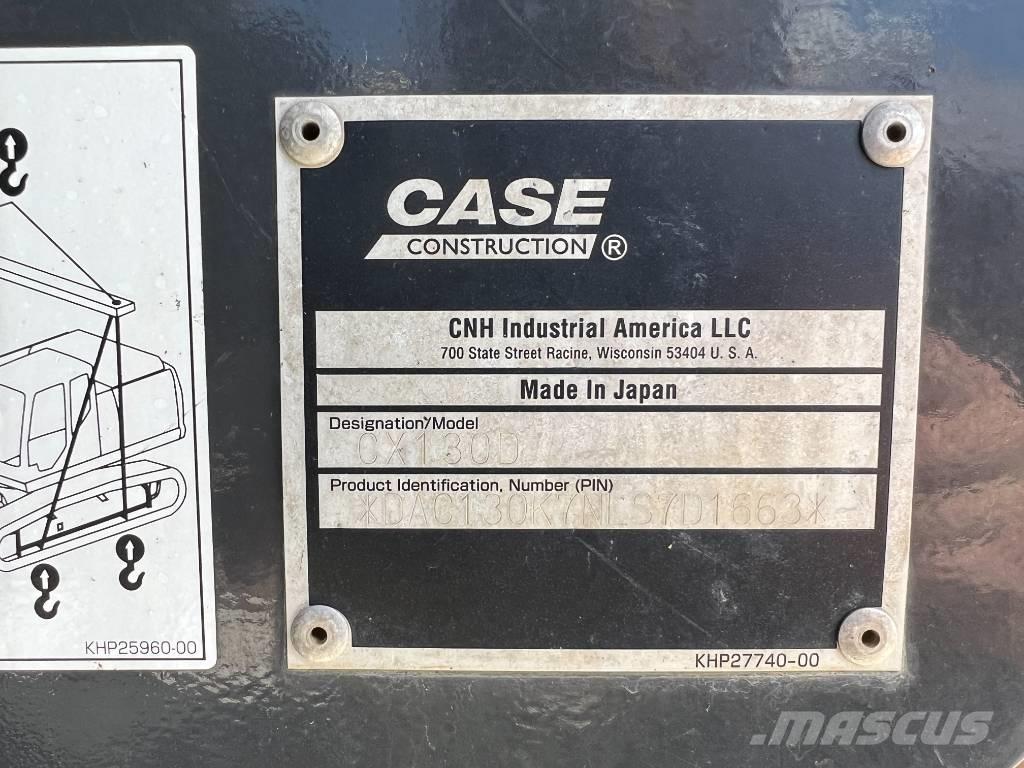 CASE
CONSTRUCTION ®
CNH Industrial America LLC
700 State Street Racine, Wisconsin 53404 U. S. A.
Made In Japan
Designation/Model
CX130D
Product Identification, Number (PIN)
*DAC130K7NLS7D1663*
KHP27740-00
KHP25960-00
MASCUS